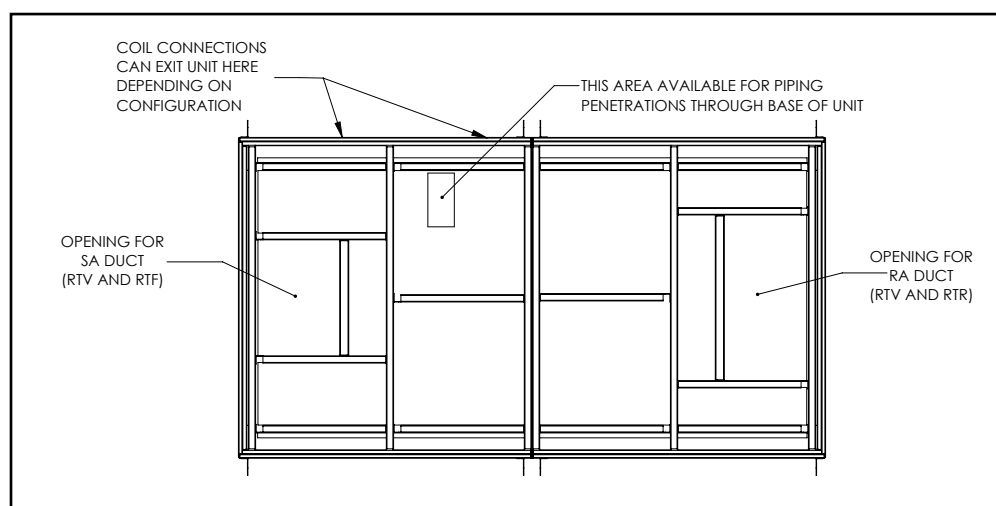 COIL CONNECTIONS
CAN EXIT UNIT HERE
DEPENDING ON
CONFIGURATION
THIS AREA AVAILABLE FOR PIPING
PENETRATIONS THROUGH BASE OF UNIT
OPENING FOR
SA DUCT
(RTV AND RTF)
OPENING FOR
RA DUCT
(RTV AND RTR)